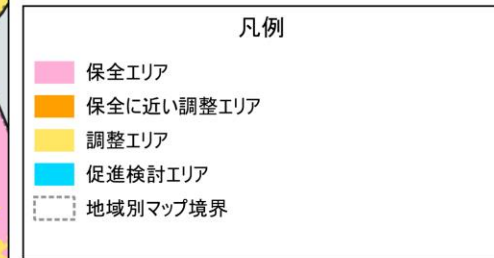 凡例
保全エリア
保全に近い調整エリア
調整エリア
促進検討エリア
地域別マップ境界